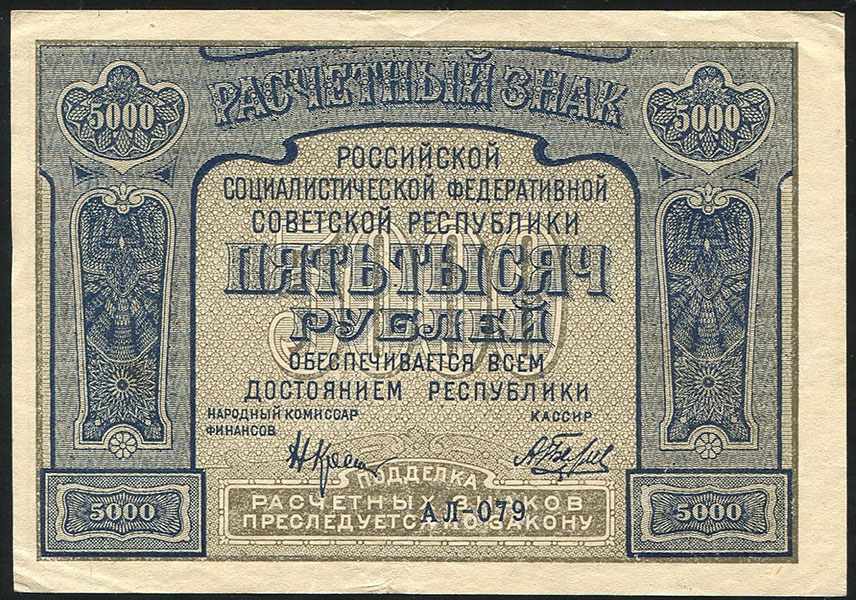 РАСЧЕТНЫЙ ЗНАК
5000
5000
РОССИЙСКОЙ
СОЦИАЛИСТИЧЕСКОЙ ФЕДЕРАТИВНОЙ
СОВЕТСКОЙ РЕСПУБЛИКИ
5000
ПЯТЬ ТЫСЯЧ
РУБЛЕЙ
ОБЕСПЕЧИВАЕТСЯ ВСЕМ
ДОСТОЯНИЕМ РЕСПУБЛИКИ
НАРОДНЫЙ КОМИССАР
ФИНАНСОВ
КАССИР
ПОДДЕЛКА
РАСЧЕТНЫХ ЗНАКОВ
ПРЕСЛЕДУЕТСЯ ПО ЗАКОНУ
АЛ-079
5000
5000